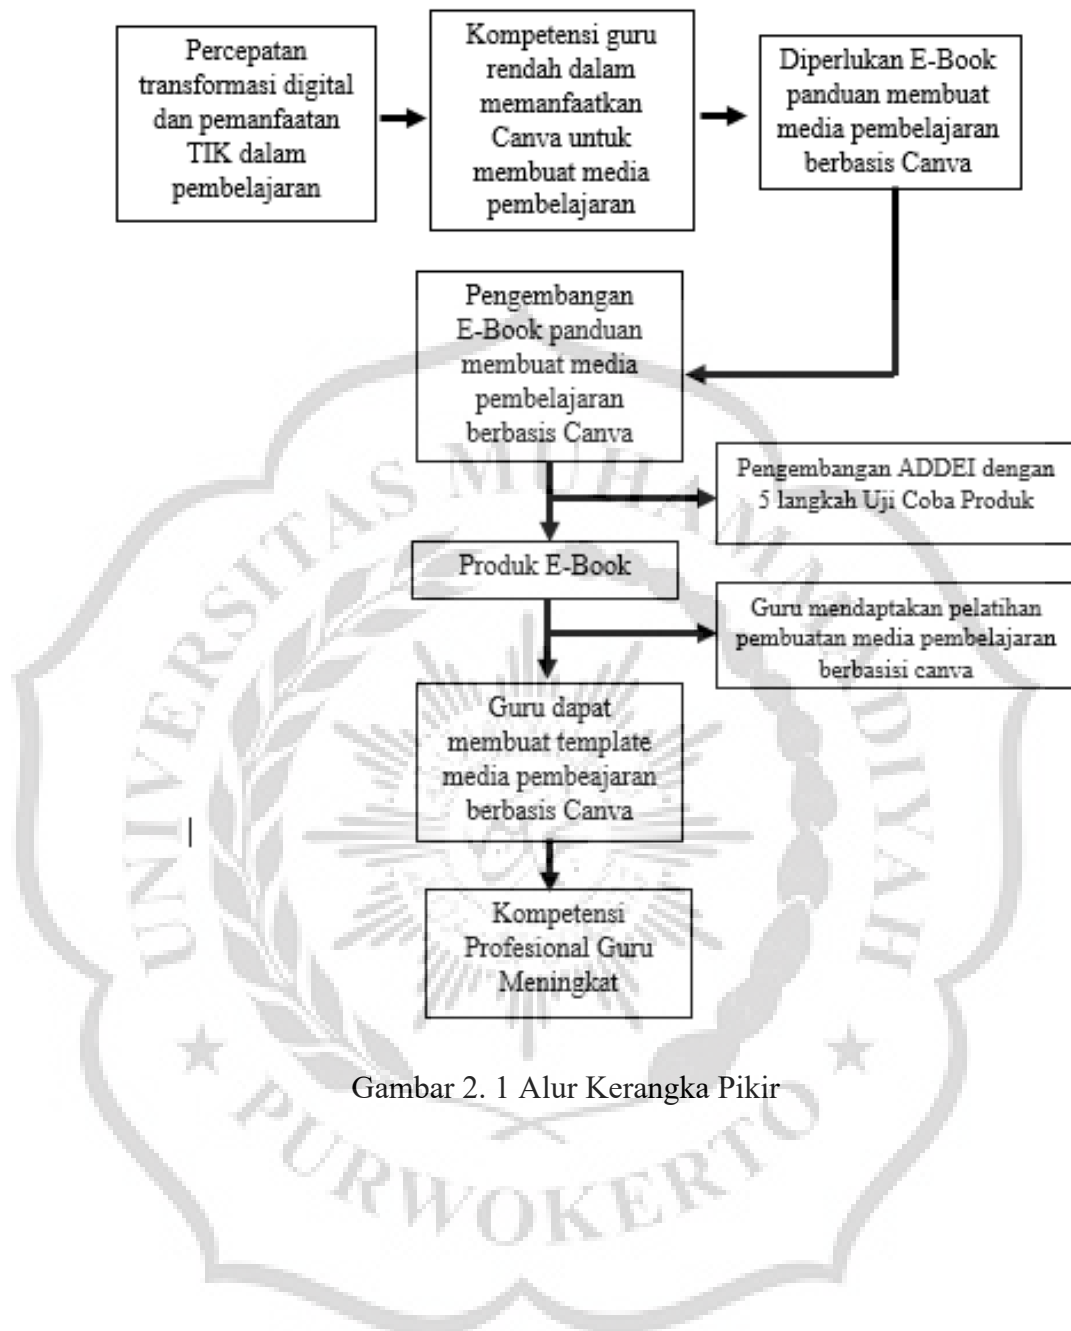 Percepatan
transformasi digital
dan pemanfaatan
TIK dalam
pembelajaran
Kompetensi guru
rendah dalam
memanfaatkan
Canva untuk
membuat media
pembelajaran
Diperlukan E-Book
panduan membuat
media pembelajaran
berbasis Canva
Pengembangan
E-Book panduan
membuat media
pembelajaran
berbasis Canva
Pengembangan ADDEI dengan
5 langkah Uji Coba Produk
Produk E-Book
Guru mendaptakan pelatihan
pembuatan media pembelajaran
berbasisi canva
Guru dapat
membuat template
media pembeajaran
berbasis Canva
Kompetensi
Profesional Guru
Meningkat
Gambar 2. 1 Alur Kerangka Pikir
UNIVERSITAS MUHAMMADIYAH
PURWOKERTO